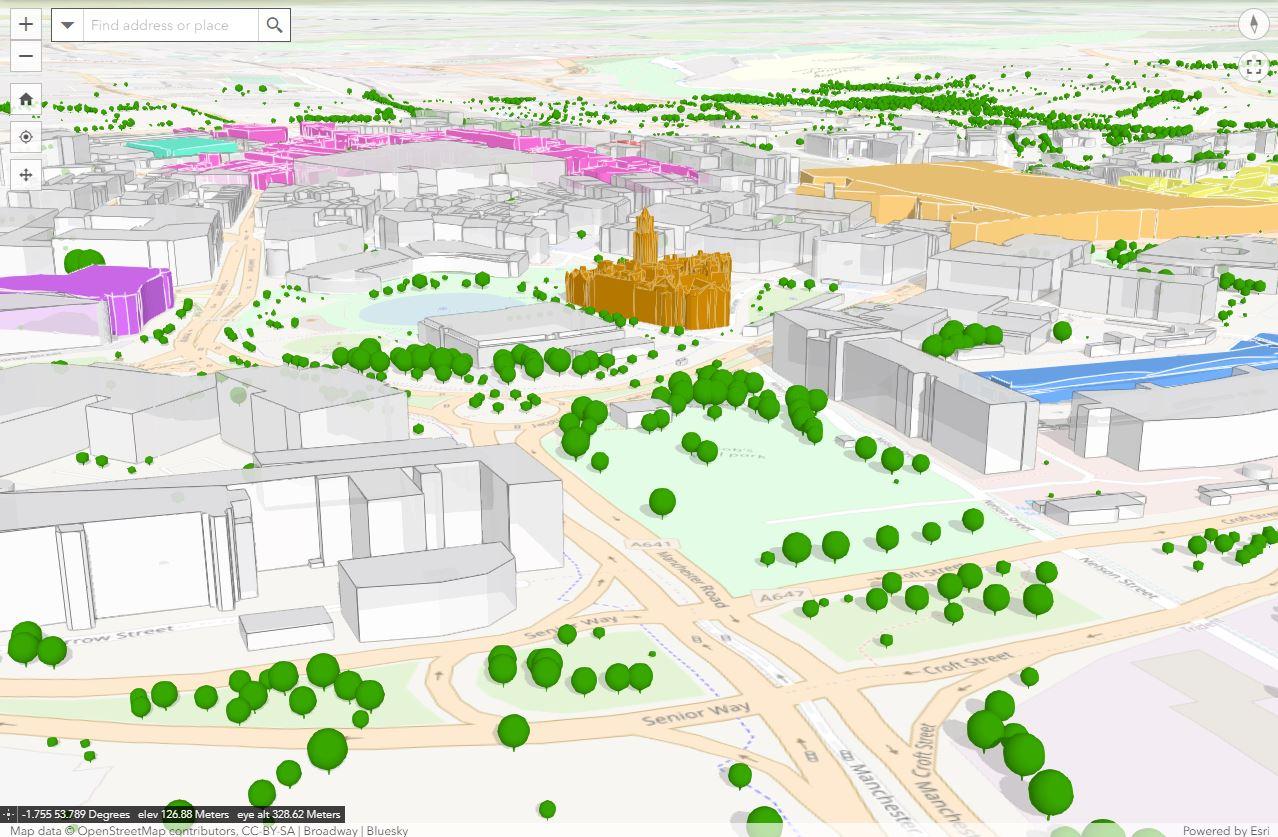 Find address or place
A641
Manchester Road
A647
Croft Street
Croft Street
Nelson Street
Nelson Street
Senior Way
Croft Street
Senior Way
Croft Street
Manchester
Manchester
-1.755 53.789 Degrees elev 126.88 Meters eye alt 328.62 Meters
Map data © OpenStreetMap contributors, CC-BY-SA | Broadway | Bluesky
Powered by Esri